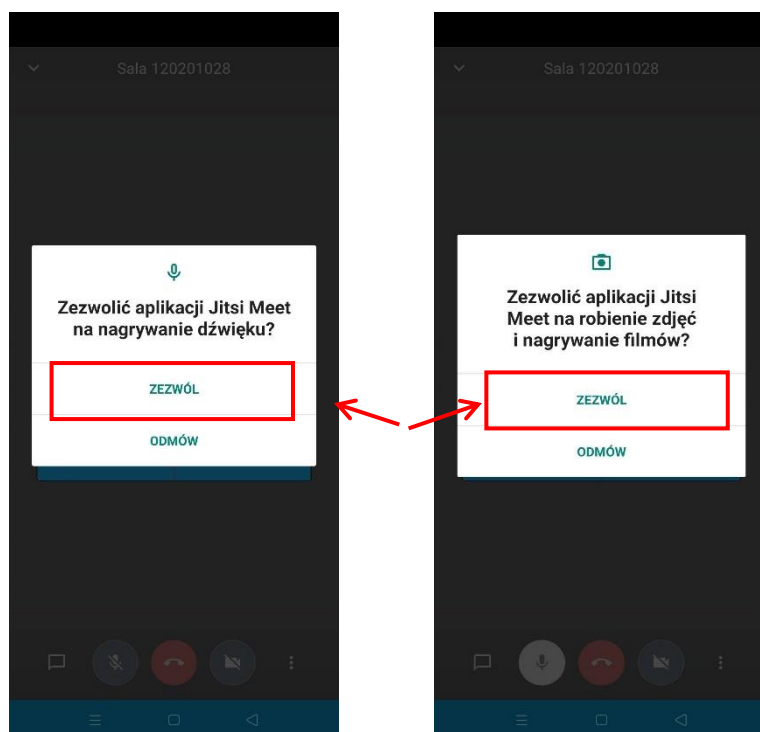 Sala 120201028
Zezwolić aplikacji Jitsi Meet
na nagrywanie dźwięku?
ZEZWÓL
ODMÓW
Sala 120201028
Zezwolić aplikacji Jitsi
Meet na robienie zdjęć
i nagrywanie filmów?
ZEZWÓL
ODMÓW